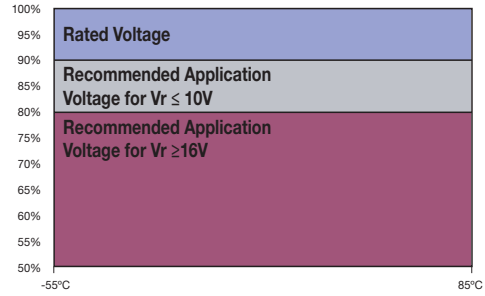 100%
95%
90%
85%
80%
75%
70%
65%
60%
55%
50%
Rated Voltage
Recommended Application
Voltage for Vr ≤ 10V
Recommended Application
Voltage for Vr ≥16V
-55ºC
85ºC